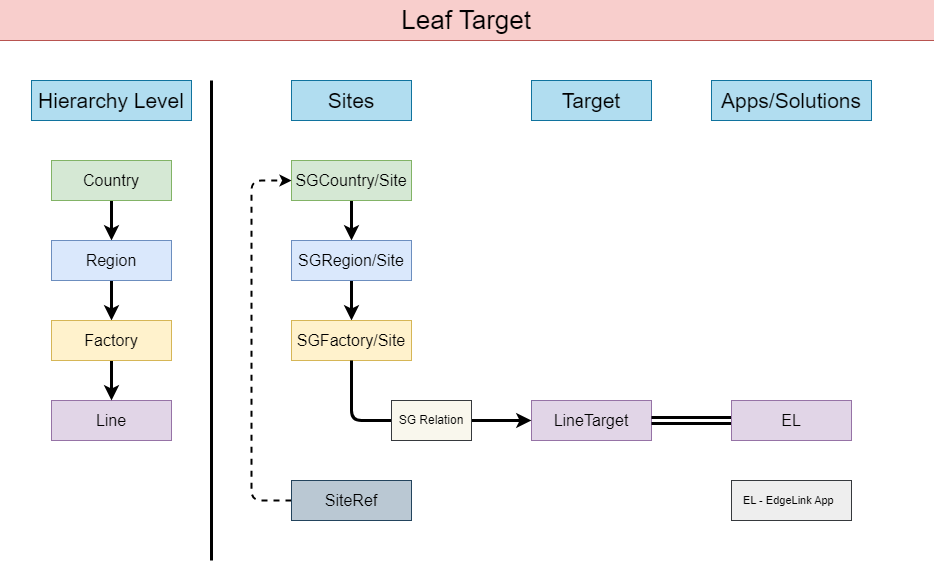 Leaf Target
Hierarchy Level
Sites
Target
Apps/Solutions
Country
SGCountry/Site
Region
SGRegion/Site
Factory
SGFactory/Site
Line
SG Relation
LineTarget
EL
SiteRef
EL - EdgeLink App